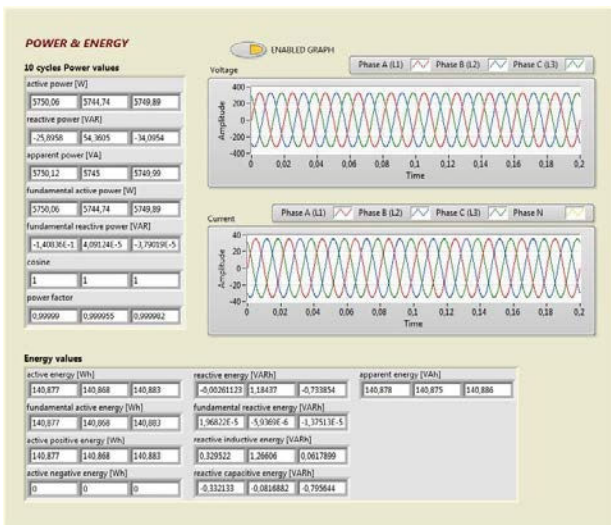 POWER & ENERGY
10 cycles Power values
active power [W]
5750,06 5744,74 5749,89
reactive power [VAR]
-25,8958 54,3605 -34,0954
apparent power [VA]
5750,12 5745 5749,99
fundamental active power [W]
5750,06 5744,74 5749,89
fundamental reactive power [VAR]
-1,40836E-1 4,09124E-5 -3,79019E-5
cosine
1 1 1
power factor
0,99999 0,999955 0,999982
ENABLED GRAPH
Voltage
Phase A (L1) Phase B (L2) Phase C (L3)
Amplitude
400
200
0
-200
-400
0 0,02 0,04 0,06 0,08 0,1 0,12 0,14 0,16 0,18 0,2
Time
Current
Phase A (L1) Phase B (L2) Phase C (L3) Phase N
Amplitude
40
20
0
-20
-40
0 0,02 0,04 0,06 0,08 0,1 0,12 0,14 0,16 0,18 0,2
Time
Energy values
active energy [Wh]
140,877 140,868 140,883
fundamental active energy [Wh]
140,877 140,868 140,883
active positive energy [Wh]
140,877 140,868 140,883
active negative energy [Wh]
0 0 0
reactive energy [VARh]
-0,00261123 1,18437 -0,733854
fundamental reactive energy [VARh]
1,96822E-5 -5,9369E-6 -1,37513E-5
reactive inductive energy [VARh]
0,329522 1,26606 0,0617899
reactive capacitive energy [VARh]
-0,332133 -0,0816882 -0,795644
apparent energy [VAh]
140,878 140,875 140,886